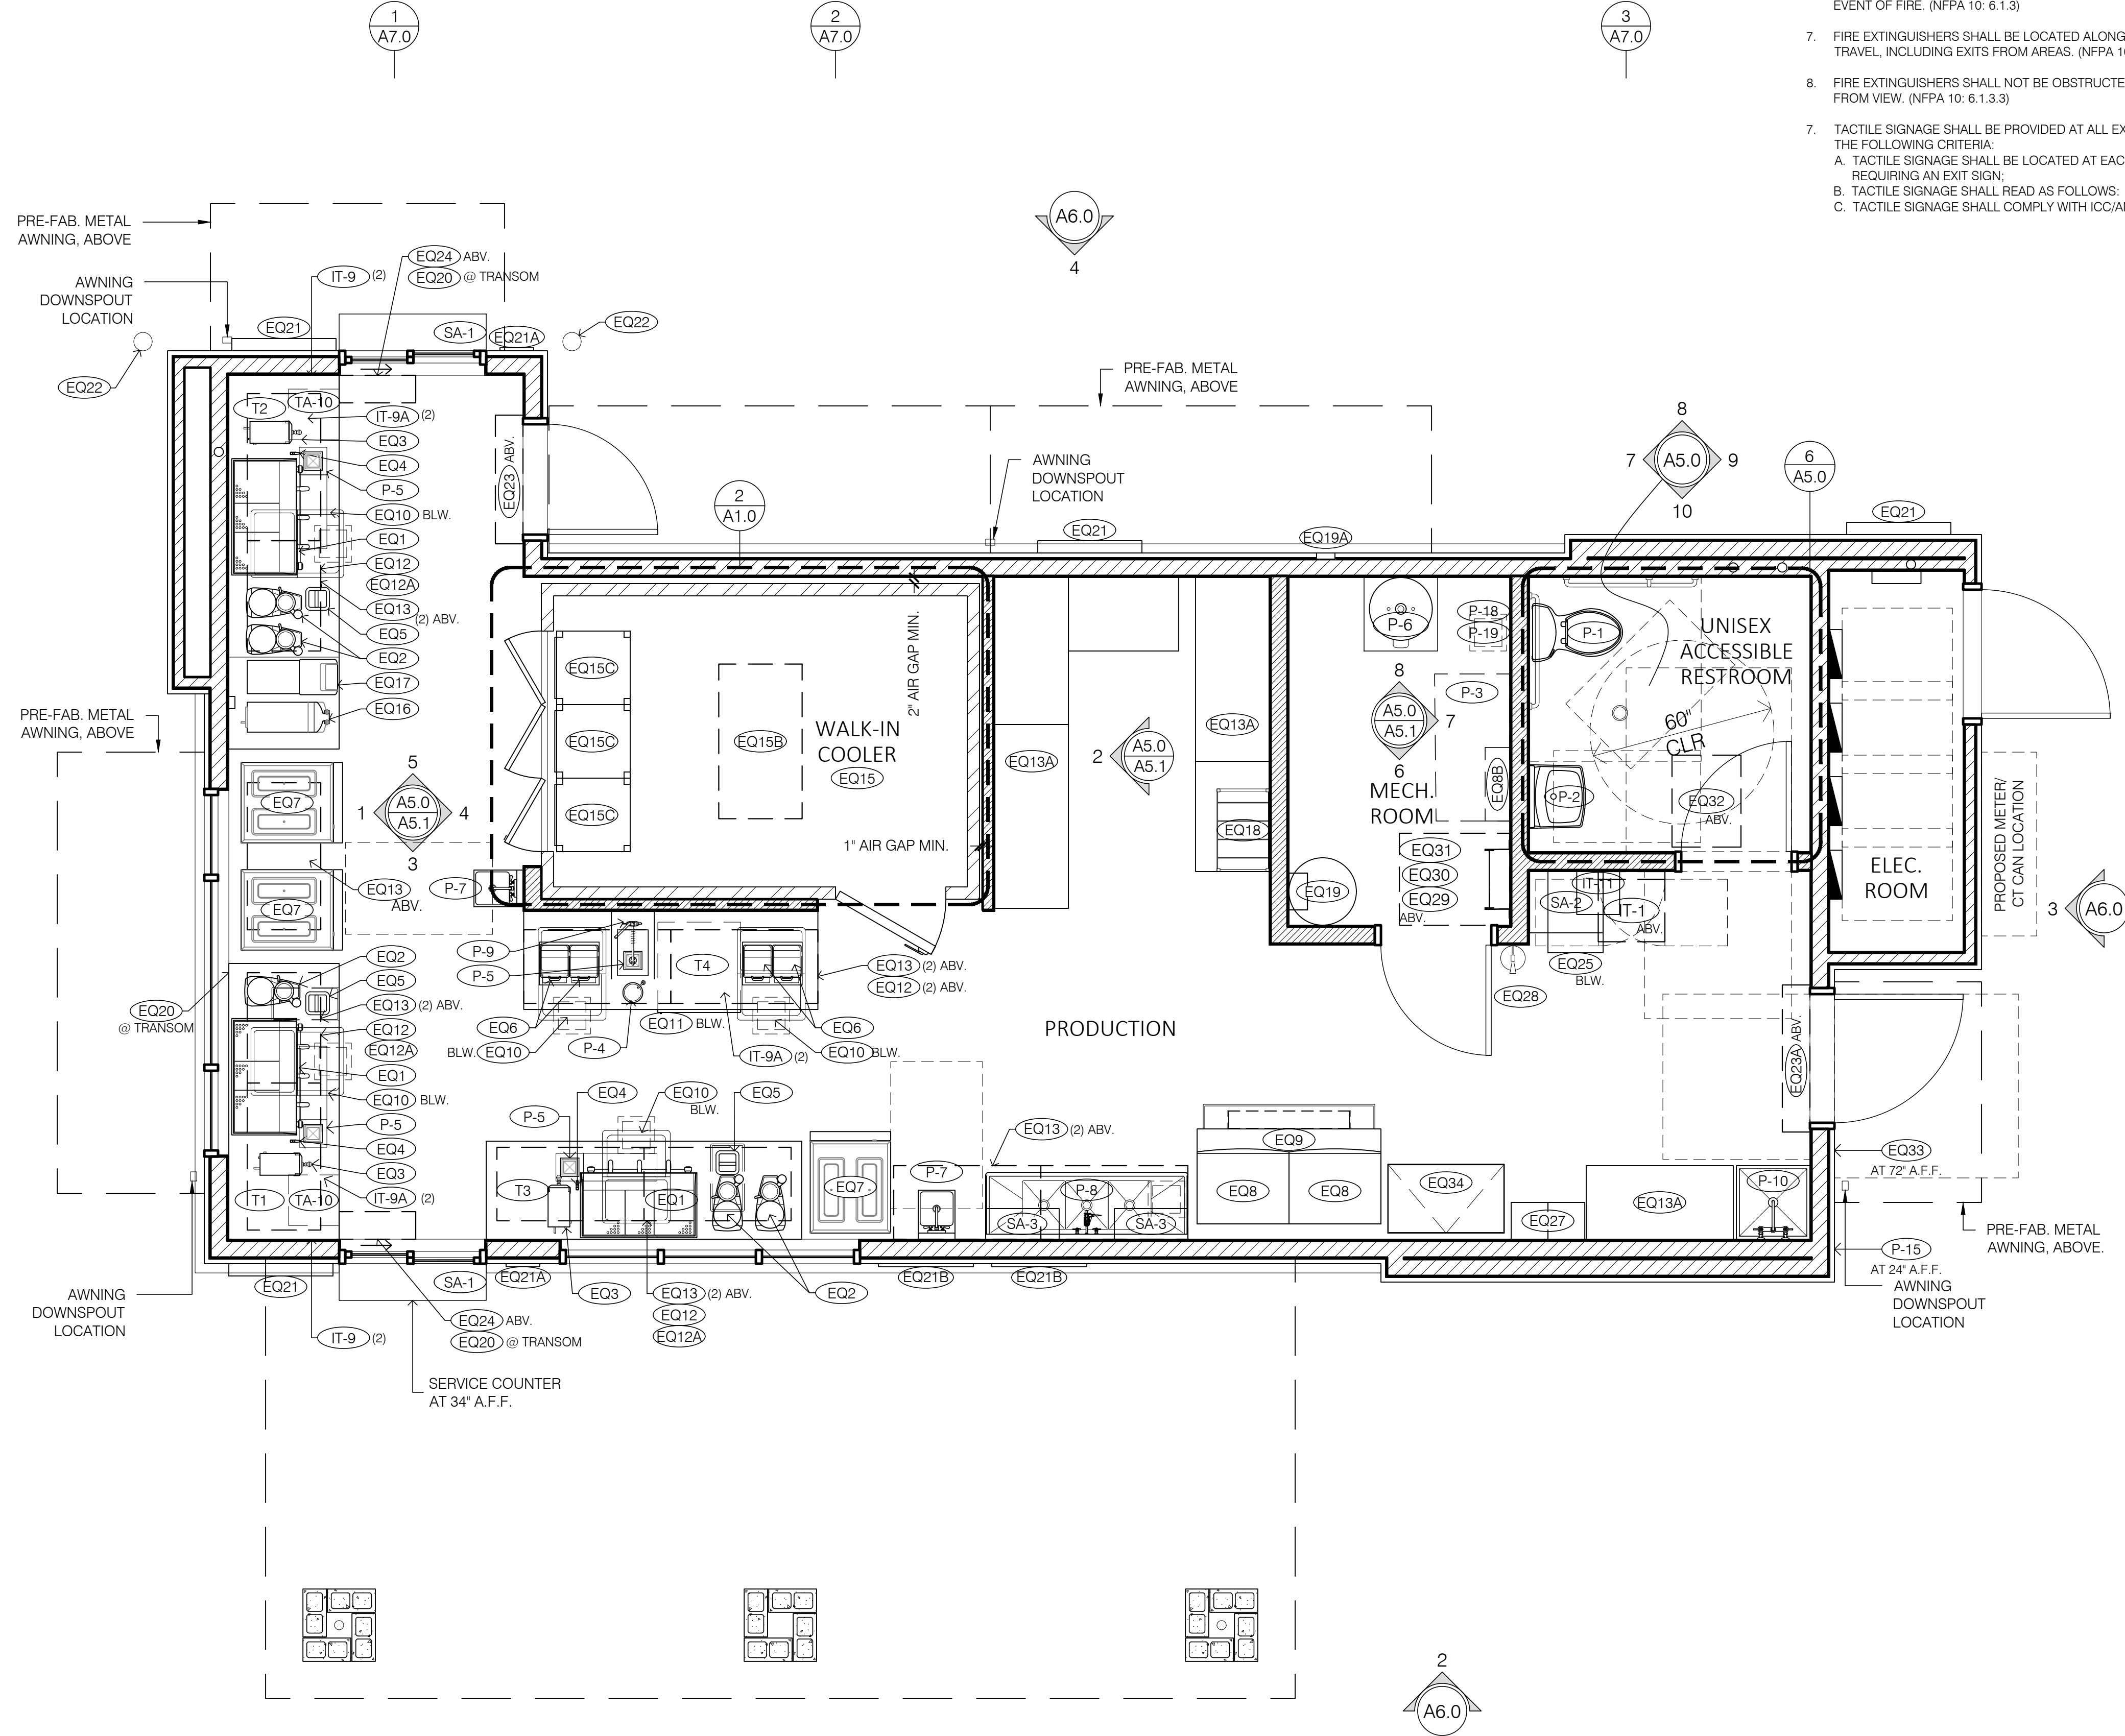 1
A7.0
2
A7.0
3
A7.0
EVENT OF FIRE. (NFPA 10: 6.1.3)
7. FIRE EXTINGUISHERS SHALL BE LOCATED ALONG
TRAVEL, INCLUDING EXITS FROM AREAS. (NFPA
8. FIRE EXTINGUISHERS SHALL NOT BE
FROM VIEW. (NFPA 10: 6.1.3.3)
7. TACTILE SIGNAGE SHALL BE PROVIDED AT ALL
THE FOLLOWING CRITERIA:
A. TACTILE SIGNAGE SHALL BE LOCATED AT
REQUIRING AN EXIT SIGN;
B. TACTILE SIGNAGE SHALL READ AS FOLLOWS:
C. TACTILE SIGNAGE SHALL COMPLY WITH
PRE-FAB. METAL
AWNING, ABOVE
A6.0
4
EQ24 ABV.
EQ20 @ TRANSOM
IT-9 (2)
AWNING
DOWNSPOUT
LOCATION
EQ21
SA-1
EQ21A
EQ22
EQ22
PRE-FAB. METAL
AWNING, ABOVE
T2
TA-10
IT-9A (2)
EQ3
EQ4
P-5
EQ10 BLW.
EQ1
EQ12
EQ12A
EQ13 (2) ABV.
EQ5
EQ2
EQ17
EQ16
EQ23 ABV.
AWNING
DOWNSPOUT
LOCATION
2
A1.0
EQ21
EQ19A
8
7
A5.0
9
10
6
A5.0
EQ21
2" AIR GAP MIN.
EQ15C
EQ15C
EQ15C
EQ15B
WALK-IN
COOLER
EQ15
1" AIR GAP MIN.
EQ13A
2
A5.0
A5.1
EQ13A
EQ18
P-6
P-18
P-19
P-3
8
A5.0
A5.1
7
6
MECH.
ROOM
EQ8B
EQ31
EQ30
EQ29
ABV.
EQ19
P-1
UNISEX
ACCESSIBLE
RESTROOM
60"
CLR
P-2
EQ32
ABV.
ELEC.
ROOM
PROPOSED METER/
CT CAN LOCATION
3
A6.0
PRE-FAB. METAL
AWNING, ABOVE
5
1
A5.0
A5.1
4
3
EQ7
EQ7
EQ13
ABV.
P-7
SA-2
IT-1
ABV.
EQ25
BLW.
EQ28
EQ20
@ TRANSOM
EQ2
EQ5
EQ13 (2) ABV.
EQ12
EQ12A
EQ1
EQ10 BLW.
P-5
EQ4
EQ3
IT-9A (2)
T1
TA-10
P-9
P-5
T4
EQ13 (2) ABV.
EQ12 (2) ABV.
EQ6
BLW. EQ10
P-4
EQ11 BLW.
IT-9A (2)
EQ6
EQ10 BLW.
PRODUCTION
EQ23A ABV.
EQ4
EQ10
BLW.
EQ5
P-5
T3
EQ1
EQ7
EQ13 (2) ABV.
P-7
P-8
SA-3
SA-3
EQ9
EQ8
EQ8
EQ34
EQ27
EQ13A
P-10
EQ33
AT 72" A.F.F.
PRE-FAB. METAL
AWNING, ABOVE.
P-15
AT 24" A.F.F.
AWNING
DOWNSPOUT
LOCATION
AWNING
DOWNSPOUT
LOCATION
EQ21
SA-1
EQ21A
EQ3
EQ13 (2) ABV.
EQ12
EQ12A
EQ2
EQ21B
EQ21B
IT-9 (2)
EQ24 ABV.
EQ20 @ TRANSOM
SERVICE COUNTER
AT 34" A.F.F.
2
A6.0